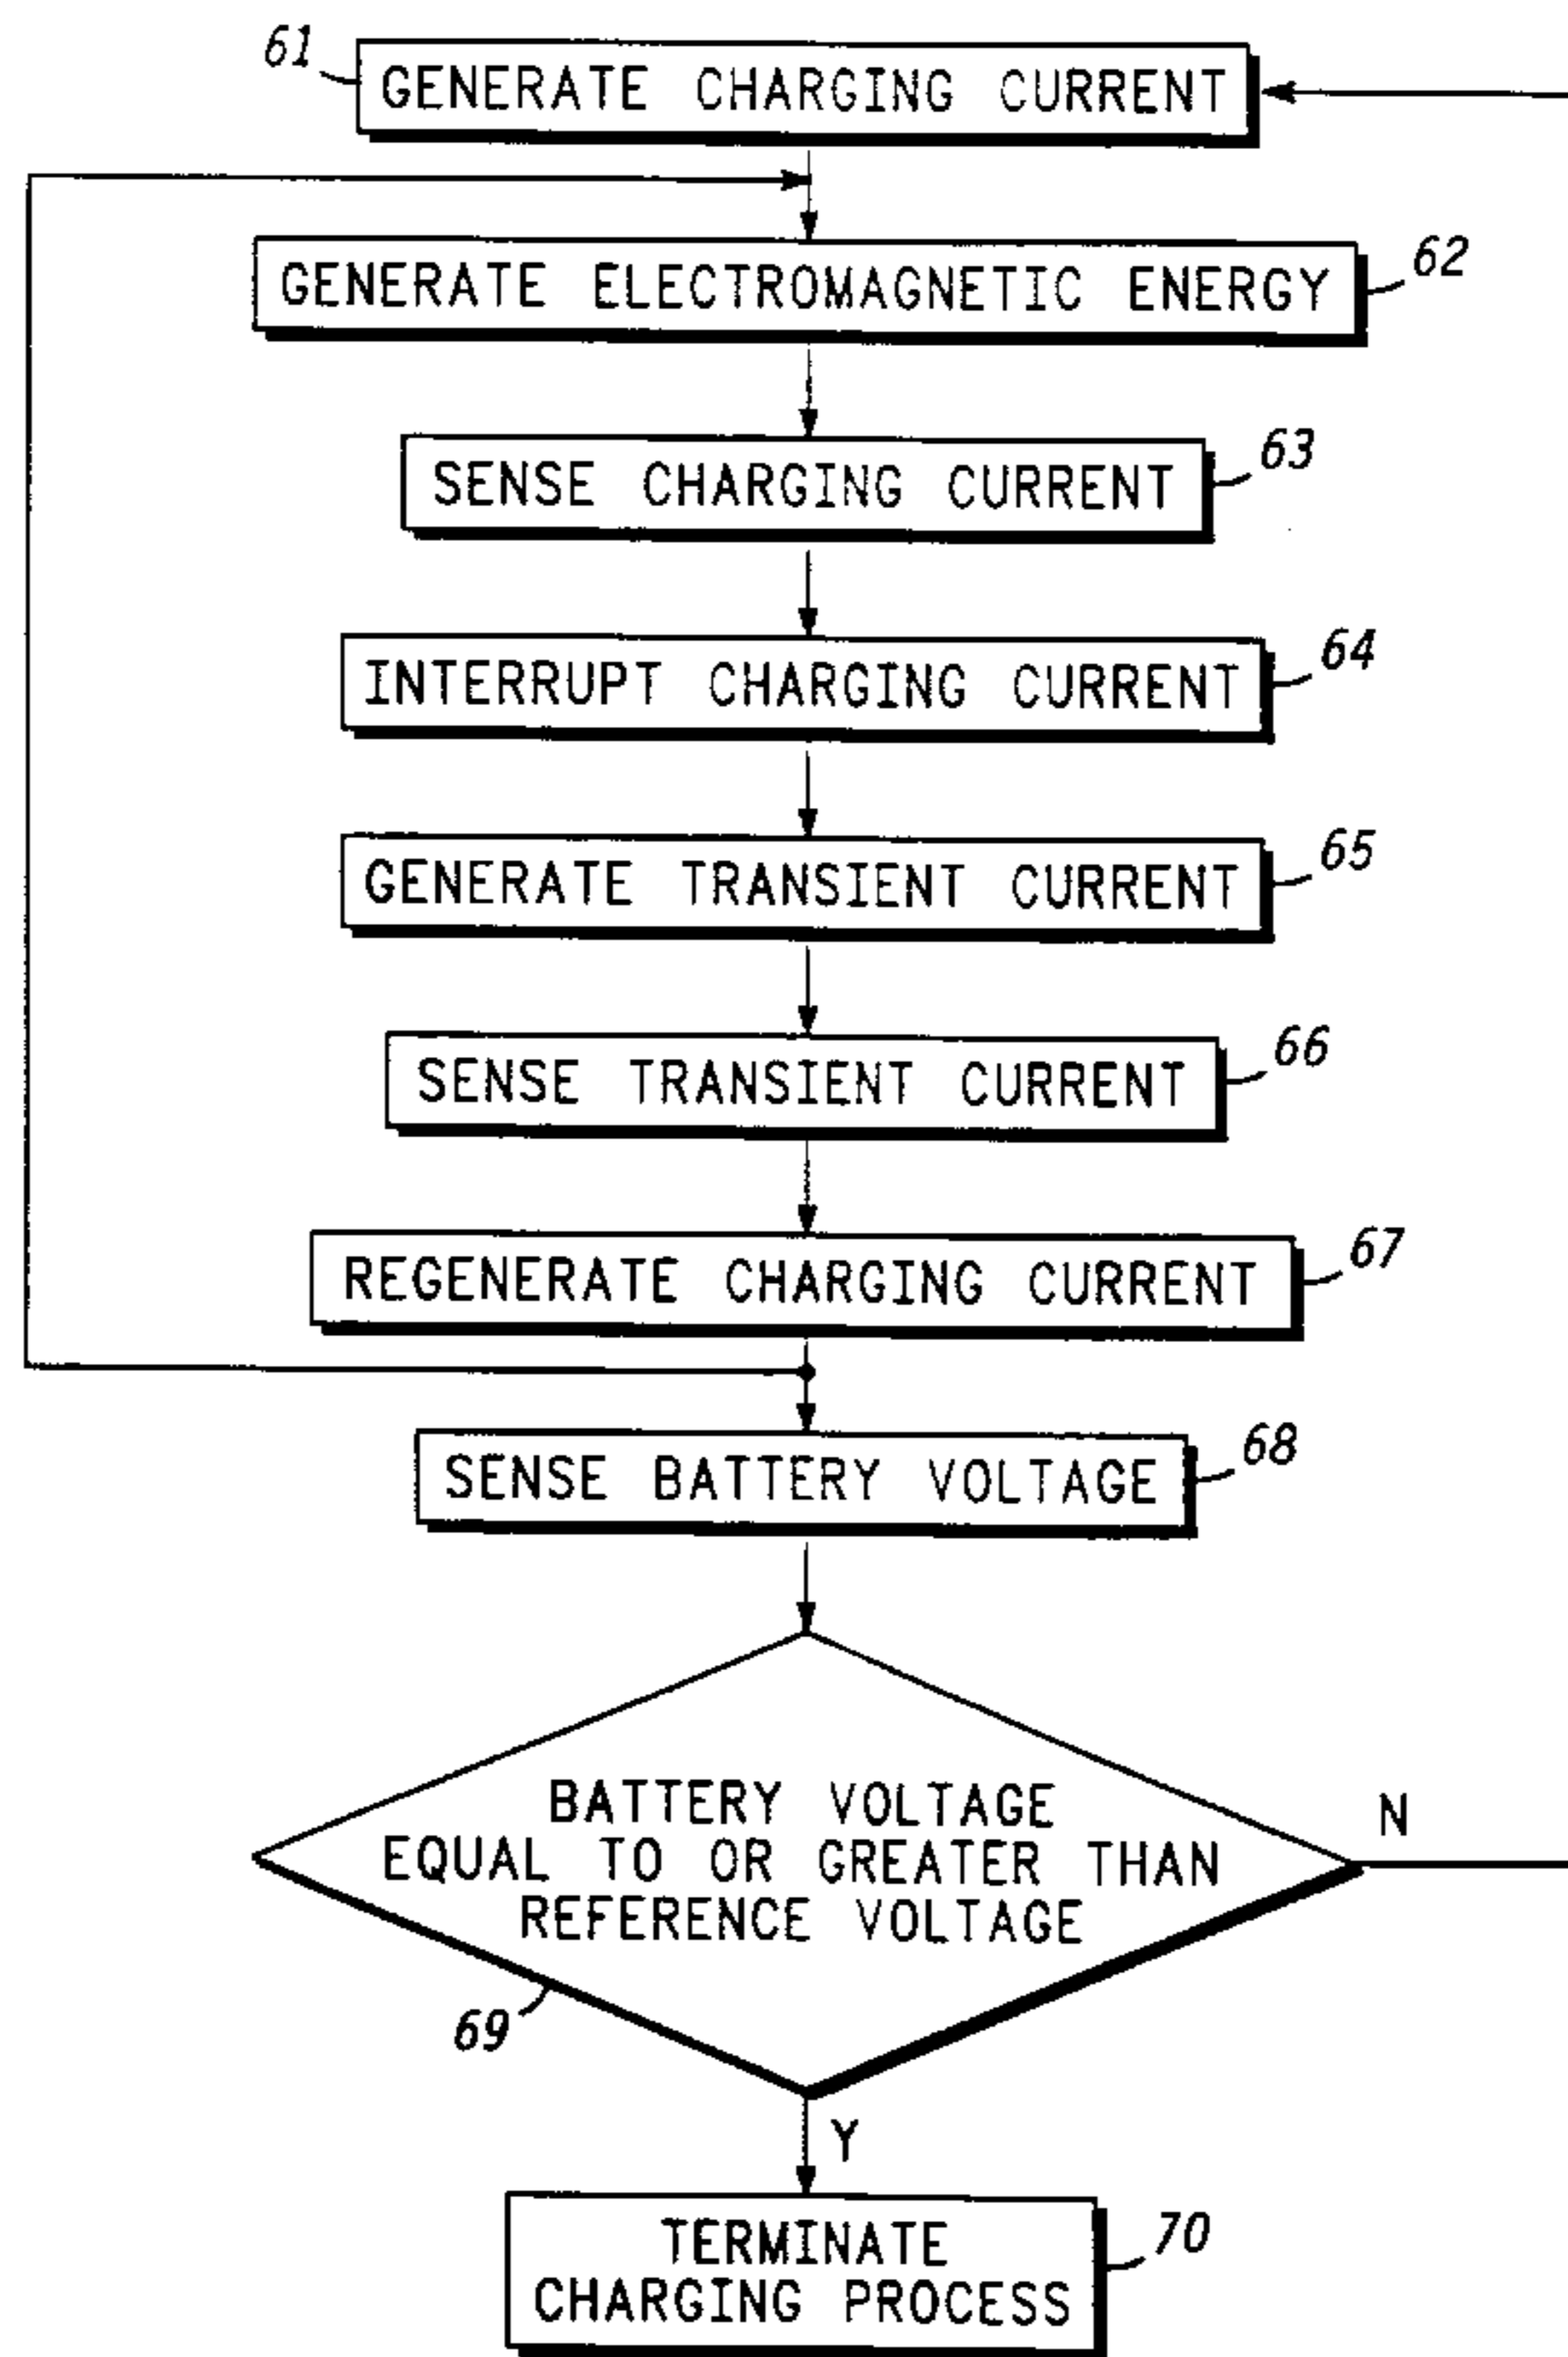 61
GENERATE CHARGING CURRENT
GENERATE ELECTROMAGNETIC ENERGY
62
SENSE CHARGING CURRENT
63
INTERRUPT CHARGING CURRENT
64
GENERATE TRANSIENT CURRENT
65
SENSE TRANSIENT CURRENT
66
REGENERATE CHARGING CURRENT
67
SENSE BATTERY VOLTAGE
68
BATTERY VOLTAGE
EQUAL TO OR GREATER THAN
REFERENCE VOLTAGE
N
69
Y
TERMINATE
CHARGING PROCESS
70